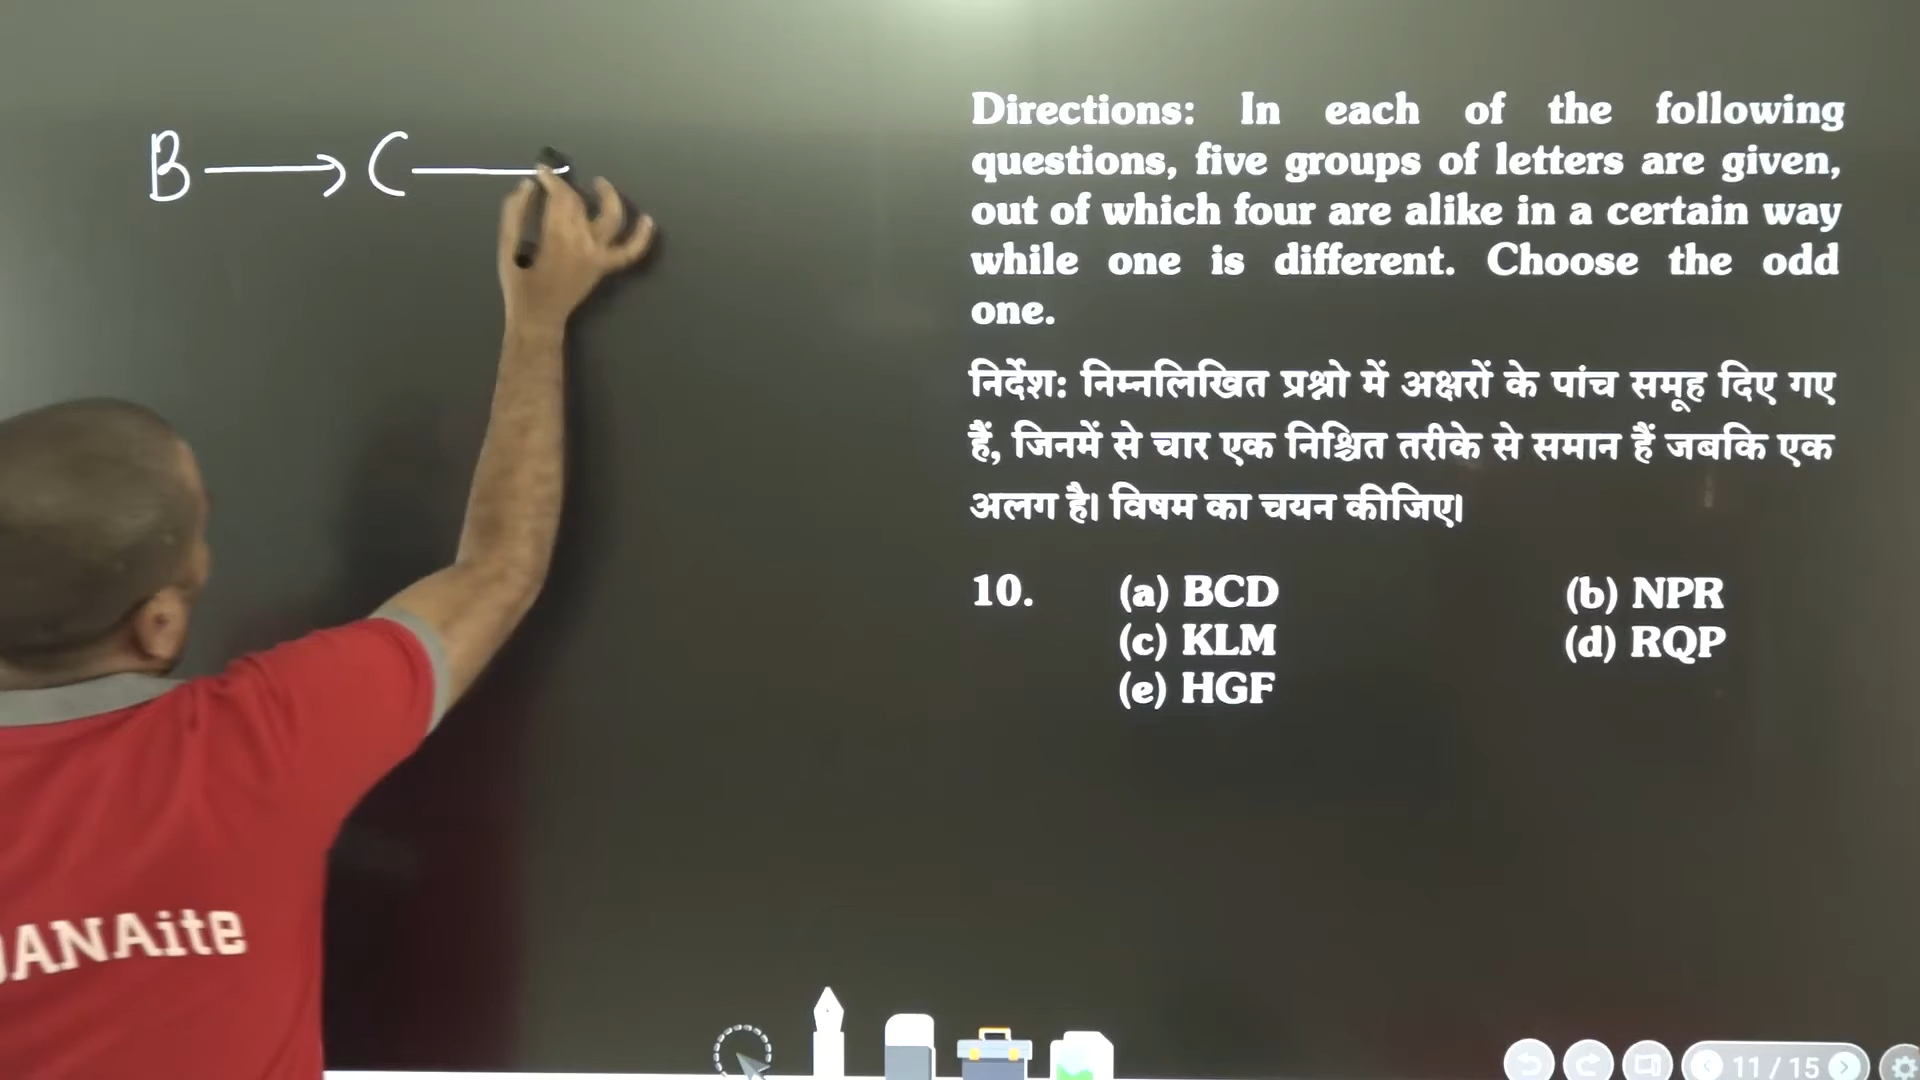 B → C
Directions: In each of the following
questions, five groups of letters are given,
out of which four are alike in a certain way
while one is different. Choose the odd
one.
निर्देश: निम्नलिखित प्रश्नो में अक्षरों के पांच समूह दिए गए
हैं, जिनमें से चार एक निश्चित तरीके से समान हैं जबकि एक
अलग है। विषम का चयन कीजिए।
10. (a) BCD (b) NPR
(c) KLM (d) RQP
(e) HGF
ANAite
11 / 15